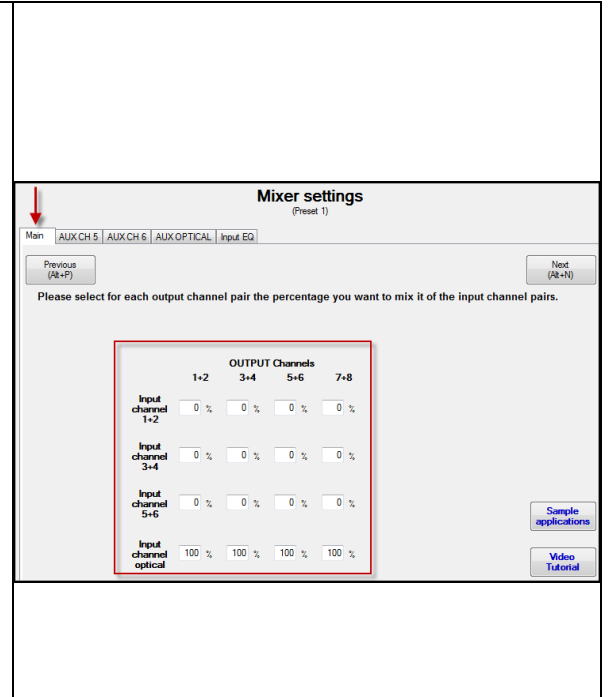 Mixer settings
(Preset 1)
Main AUX CH 5 AUX CH 6 AUX OPTICAL Input EQ
Previous
(Alt+P)
Next
(Alt+N)
Please select for each output channel pair the percentage you want to mix it of the input channel pairs.
OUTPUT Channels
1+2 3+4 5+6 7+8
Input
channel
1+2
0 % 0 % 0 % 0 %
Input
channel
3+4
0 % 0 % 0 % 0 %
Input
channel
5+6
0 % 0 % 0 % 0 %
Input
channel
optical
100 % 100 % 100 % 100 %
Sample
applications
Video
Tutorial